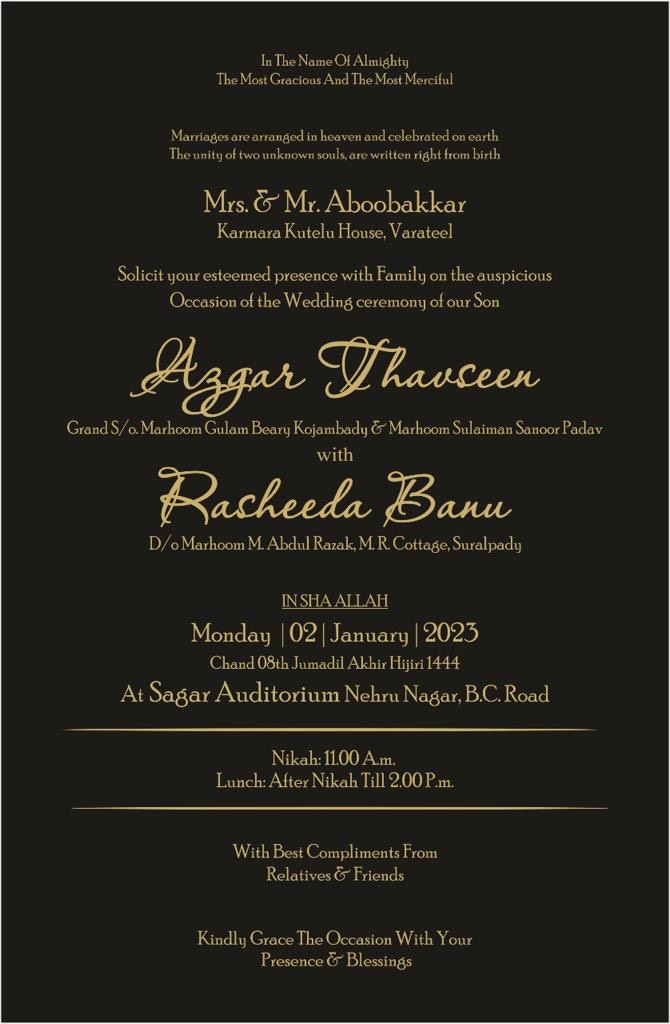 In The Name Of Almighty
The Most Gracious And The Most Merciful
Marriages are arranged in heaven and celebrated on earth
The unity of two unknown souls, are written right from birth
Mrs. & Mr. Aboobakkar
Karmara Kutelu House, Varateel
Solicit your esteemed presence with Family on the auspicious
Occasion of the Wedding ceremony of our Son
Azgar Thavseen
Grand S/o. Marhoom Gulam Beary Kojambady & Marhoom Sulaiman Sanoor Padav
with
Rasheeda Banu
D/o Marhoom M. Abdul Razak, M. R. Cottage, Suralpady
IN SHA ALLAH
Monday | 02 | January | 2023
Chand 08th Jumadil Akhir Hijiri 1444
At Sagar Auditorium Nehru Nagar, B.C. Road
Nikah: 11.00 A.m.
Lunch: After Nikah Till 2.00 P.m.
With Best Compliments From
Relatives & Friends
Kindly Grace The Occasion With Your
Presence & Blessings